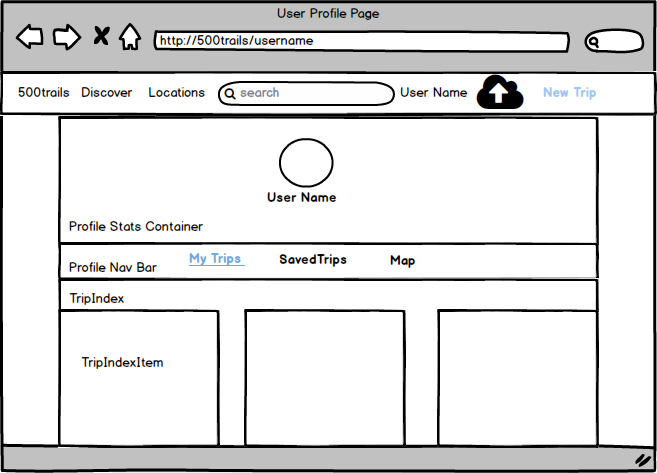 User Profile Page
http://500trails/username
500trails Discover Locations search User Name New Trip
User Name
Profile Stats Container
Profile Nav Bar My Trips SavedTrips Map
TripIndex
TripIndexItem